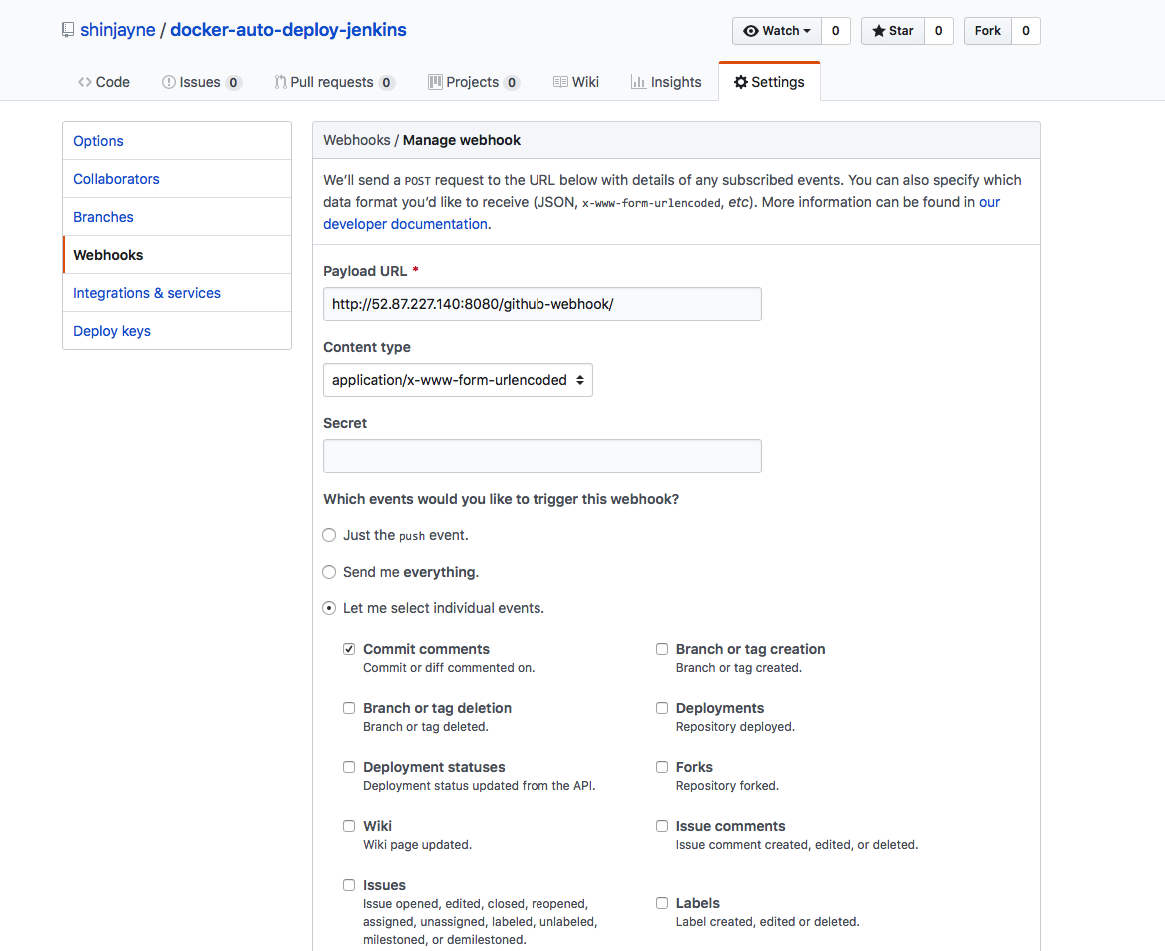 shinjayne / docker-auto-deploy-jenkins
Watch 0 Star 0 Fork 0
Code Issues 0 Pull requests 0 Projects 0 Wiki Insights Settings
Options
Collaborators
Branches
Webhooks
Integrations & services
Deploy keys
Webhooks / Manage webhook
We’ll send a POST request to the URL below with details of any subscribed events. You can also specify which
data format you’d like to receive (JSON, x-www-form-urlencoded, etc). More information can be found in our
developer documentation.
Payload URL *
http://52.87.227.140:8080/github-webhook/
Content type
application/x-www-form-urlencoded
Secret
Which events would you like to trigger this webhook?
Just the push event.
Send me everything.
Let me select individual events.
Commit comments
Commit or diff commented on.
Branch or tag creation
Branch or tag created.
Branch or tag deletion
Branch or tag deleted.
Deployments
Repository deployed.
Deployment statuses
Deployment status updated from the API.
Forks
Repository forked.
Wiki
Wiki page updated.
Issue comments
Issue comment created, edited, or deleted.
Issues
Issue opened, edited, closed, reopened,
assigned, unassigned, labeled, unlabeled,
milestoned, or demilestoned.
Labels
Label created, edited or deleted.